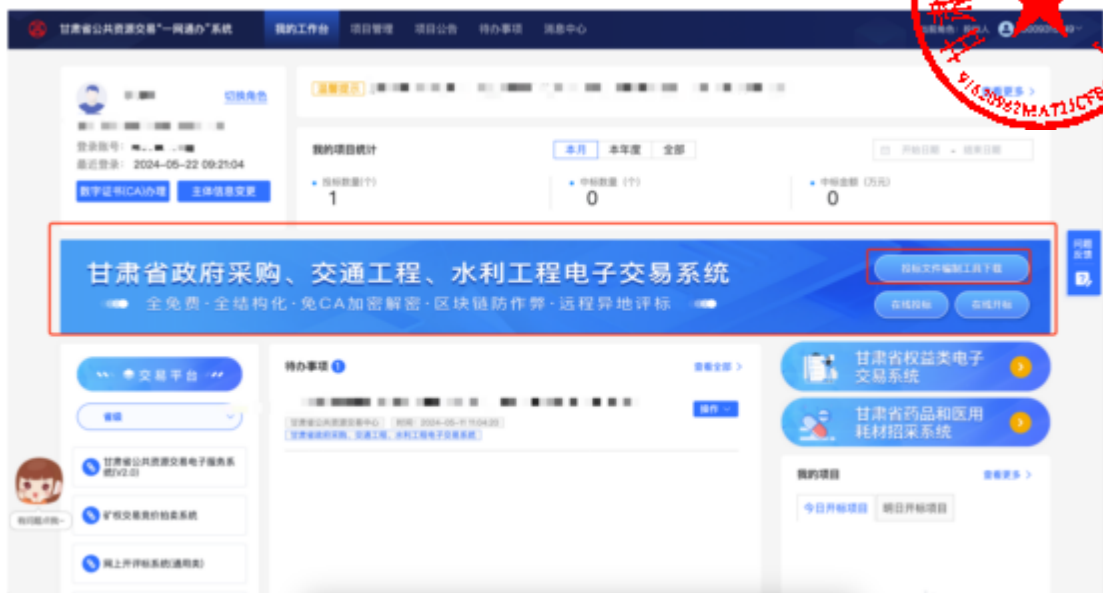 甘肃省公共资源交易“一网通办”系统
我的工作台 项目管理 项目公告 待办事项 消息中心
切换角色
登录账号:
最近登录: 2024-05-22 09:21:04
数字证书(CA)办理 主体信息变更
温馨提示
查看更多 >
我的项目统计
本月 本年度 全部
开始日期 - 结束日期
投标数量(个)
1
中标数量 (个)
0
中标金额 (万元)
0
甘肃省政府采购、交通工程、水利工程电子交易系统
全免费·全结构化·免CA加密解密·区块链防作弊·远程异地评标
投标文件编制工具下载
在线投标 在线开标
问题反馈
交易平台
省级
甘肃省公共资源交易电子服务系统(V2.0)
矿权交易竞价拍卖系统
网上开评标系统(通用类)
有问题点我~
待办事项 1
查看全部 >
操作
甘肃省公共资源交易中心 时间: 2024-05-11 11:04:20
甘肃省政府采购、交通工程、水利工程电子交易系统
甘肃省权益类电子
交易系统
甘肃省药品和医用
耗材招采系统
我的项目
查看更多 >
今日开标项目 明日开标项目